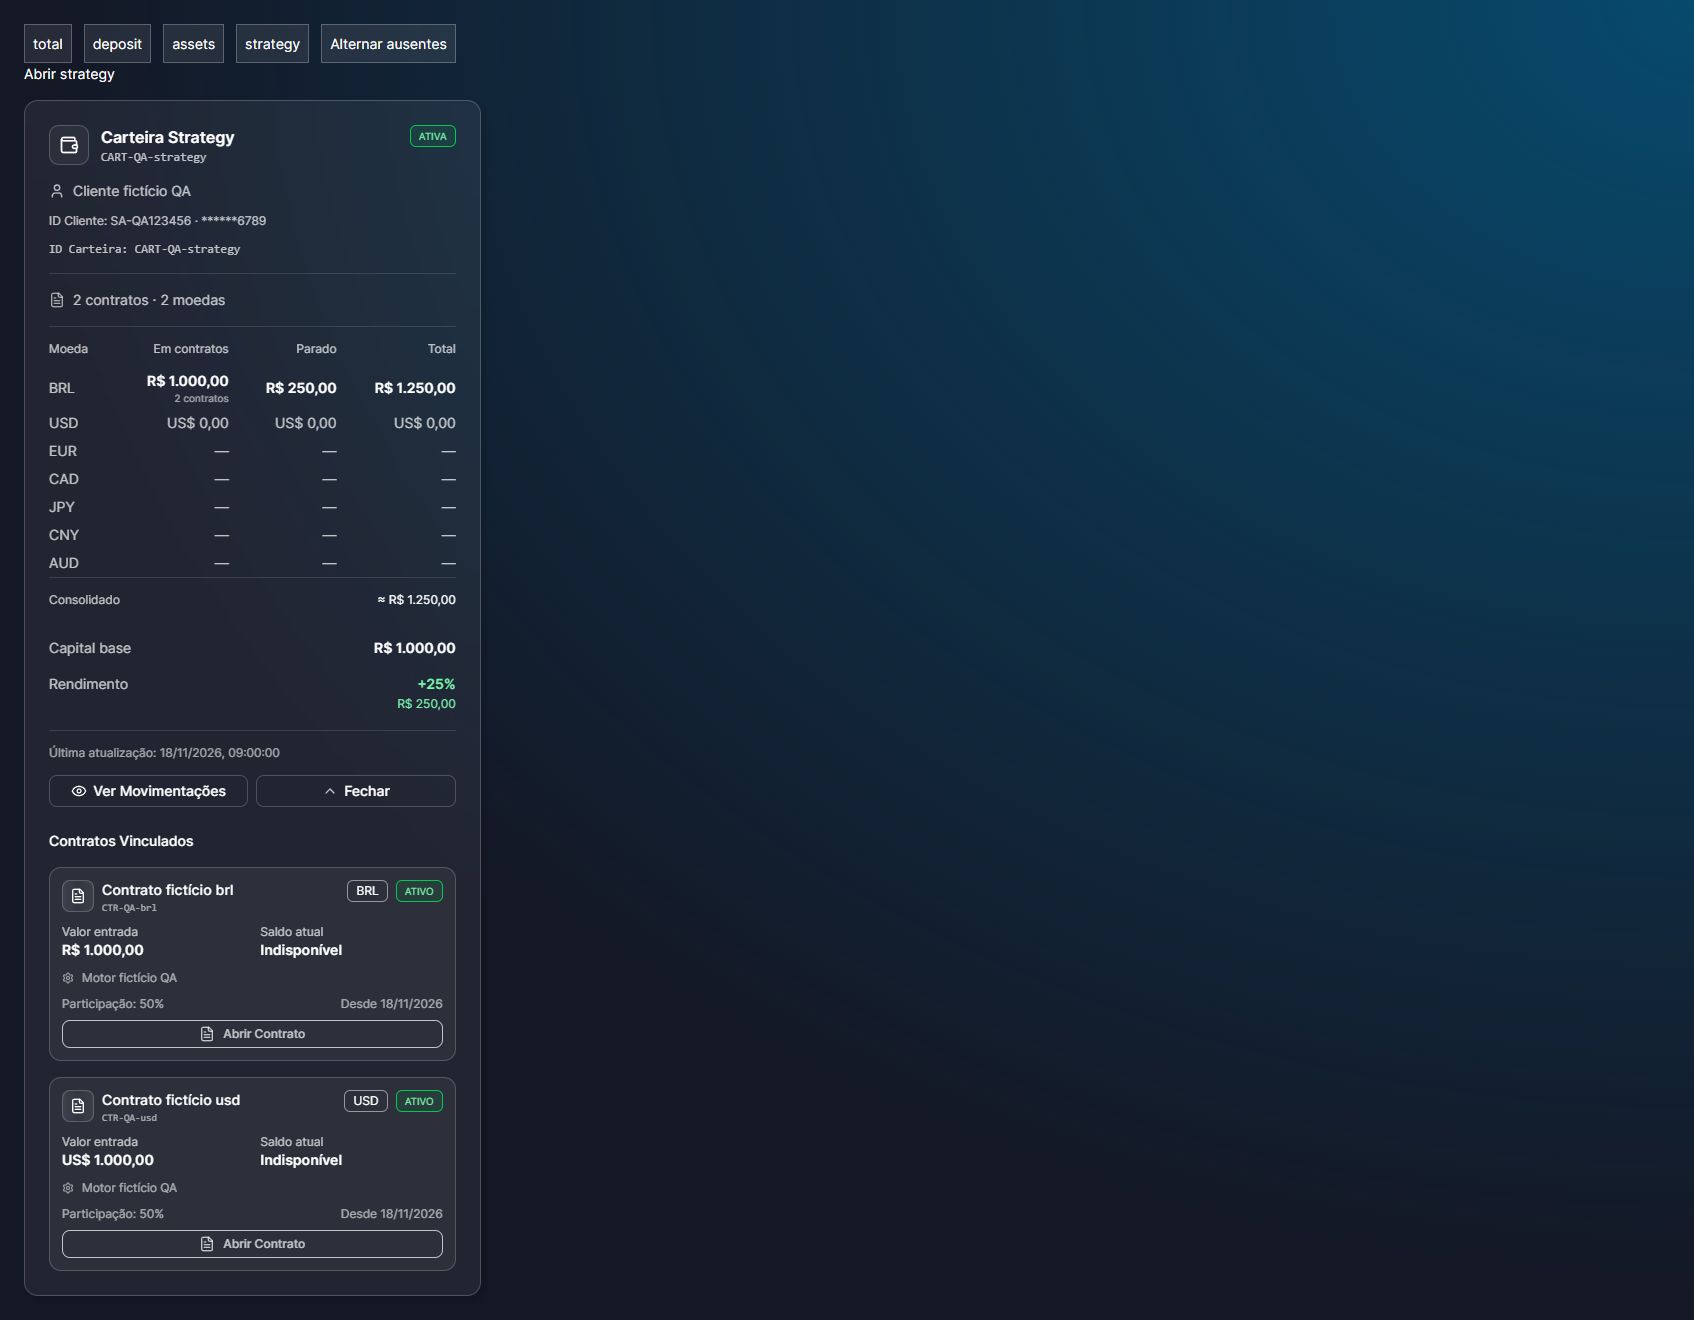 total deposit assets strategy Alternar ausentes
Abrir strategy
Carteira Strategy ATIVA
CART-QA-strategy
Cliente fictício QA
ID Cliente: SA-QA123456 · ******6789
ID Carteira: CART-QA-strategy
2 contratos · 2 moedas
Moeda Em contratos Parado Total
BRL R$ 1.000,00 R$ 250,00 R$ 1.250,00
2 contratos
USD US$ 0,00 US$ 0,00 US$ 0,00
EUR — — —
CAD — — —
JPY — — —
CNY — — —
AUD — — —
Consolidado ≈ R$ 1.250,00
Capital base R$ 1.000,00
Rendimento +25%
R$ 250,00
Última atualização: 18/11/2026, 09:00:00
Ver Movimentações Fechar
Contratos Vinculados
Contrato fictício brl BRL ATIVO
CTR-QA-brl
Valor entrada Saldo atual
R$ 1.000,00 Indisponível
Motor fictício QA
Participação: 50% Desde 18/11/2026
Abrir Contrato
Contrato fictício usd USD ATIVO
CTR-QA-usd
Valor entrada Saldo atual
US$ 1.000,00 Indisponível
Motor fictício QA
Participação: 50% Desde 18/11/2026
Abrir Contrato